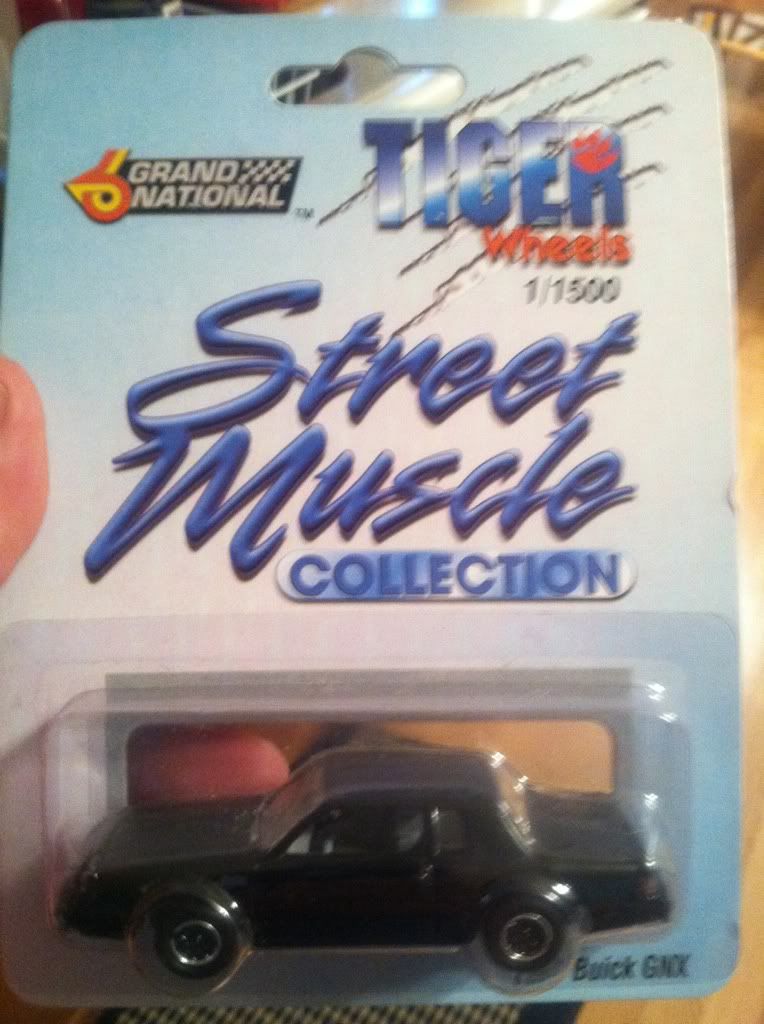 GRAND
NATIONAL
TM
TIGER
Wheels
1/1500
Street
Muscle
COLLECTION
Buick GNX